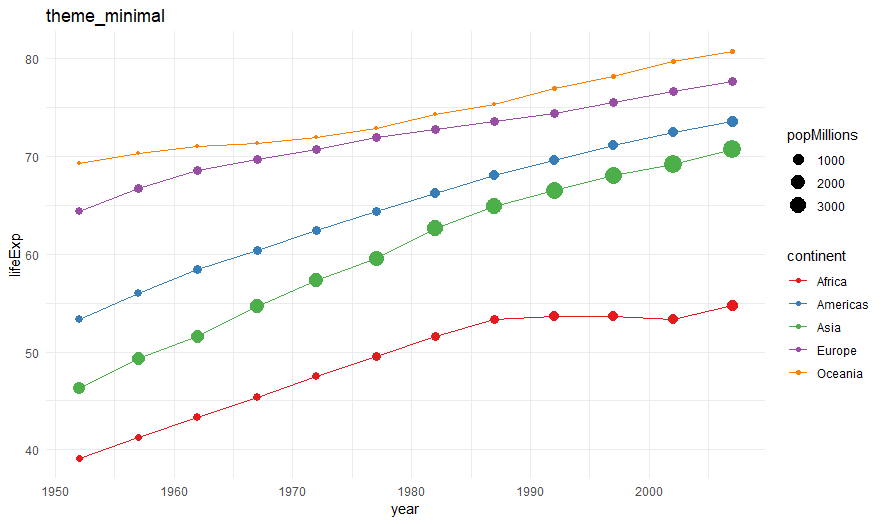 theme_minimal
80
70
60
50
40
lifeExp
1950
1960
1970
1980
1990
2000
year
popMillions
1000
2000
3000
continent
Africa
Americas
Asia
Europe
Oceania